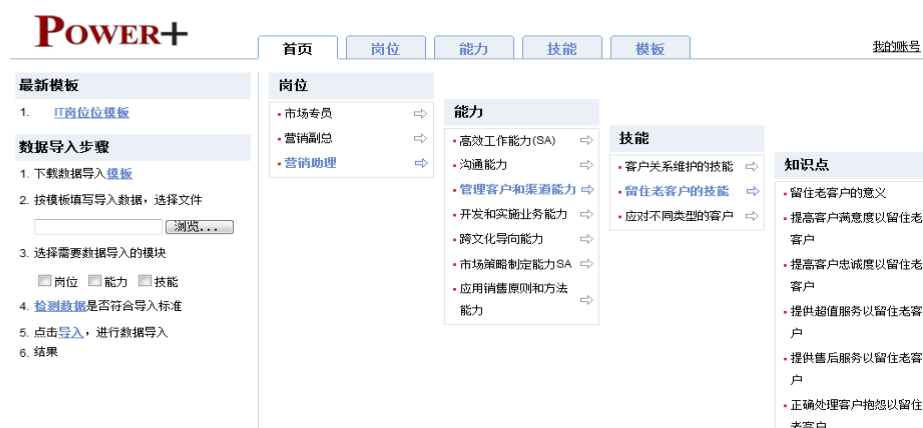 POWER+
首页
岗位
能力
技能
模板
我的账号
最新模板
1. IT岗位位模板
数据导入步骤
1. 下载数据导入模板
2. 按模板填写导入数据，选择文件
浏览...
3. 选择需要数据导入的模块
岗位 能力 技能
4. 检测数据是否符合导入标准
5. 点击导入，进行数据导入
6. 结果
岗位
市场专员
营销副总
营销助理
能力
高效工作能力(SA)
沟通能力
管理客户和渠道能力
开发和实施业务能力
跨文化导向能力
市场策略制定能力SA
应用销售原则和方法
能力
技能
客户关系维护的技能
留住老客户的技能
应对不同类型的客户
知识点
留住老客户的意义
提高客户满意度以留住老
客户
提高客户忠诚度以留住老
客户
提供超值服务以留住老客
户
提供售后服务以留住老客
户
正确处理客户抱怨以留住
老客户